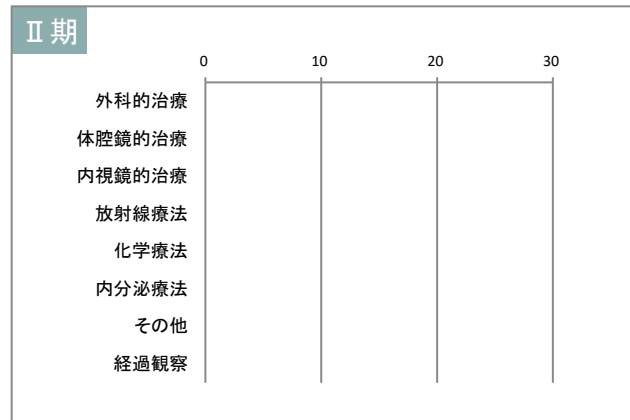 Ⅱ期
0 10 20 30
外科的治療
体腔鏡的治療
内視鏡的治療
放射線療法
化学療法
内分泌療法
その他
経過観察